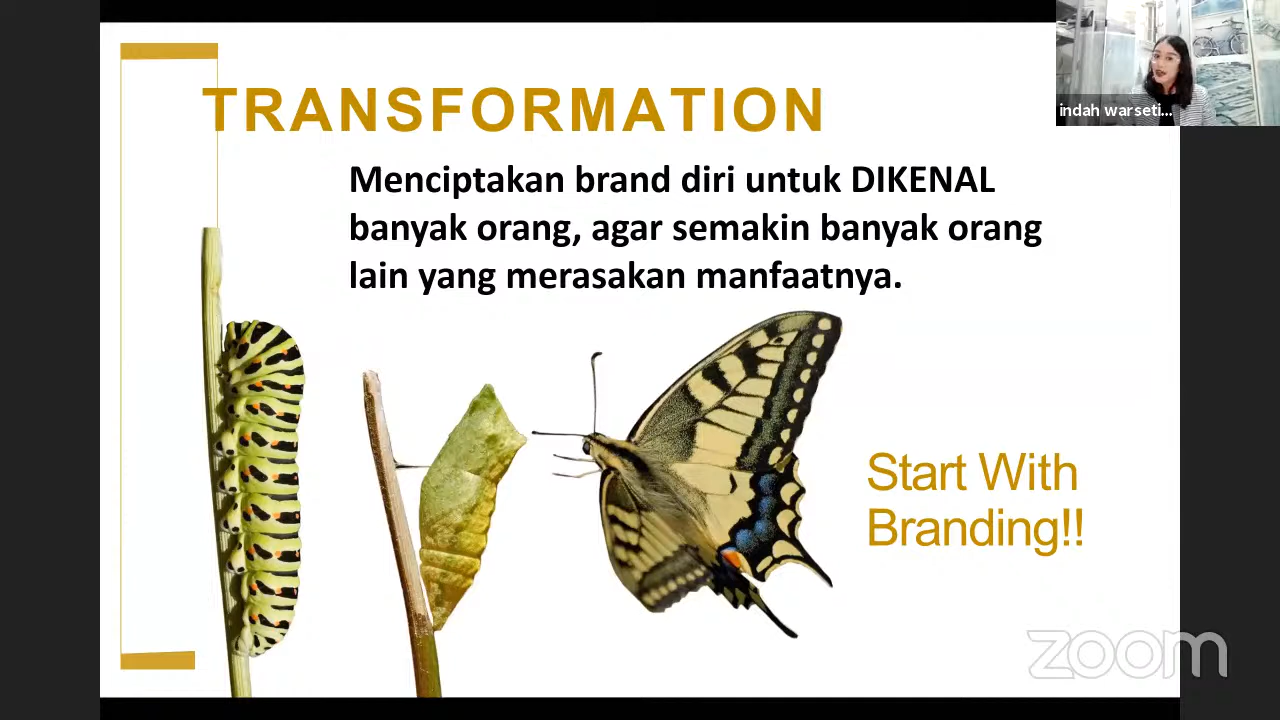 TRANSFORMATION
indah warseti...
Menciptakan brand diri untuk DIKENAL
banyak orang, agar semakin banyak orang
lain yang merasakan manfaatnya.
Start With
Branding!!
zoom